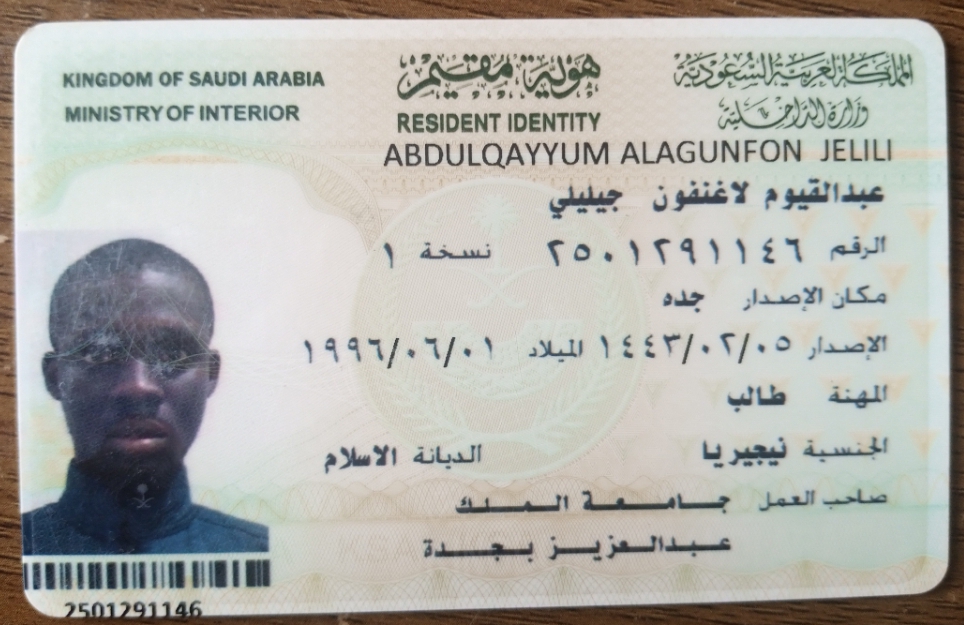 KINGDOM OF SAUDI ARABIA
MINISTRY OF INTERIOR
هوية مقيم
RESIDENT IDENTITY
المملكة العربية السعودية
وزارة الداخلية
ABDULQAYYUM ALAGUNFON JELILI
عبدالقيوم لاغنفون جيليلي
الرقم ٢٥٠١٢٩١١٤٦ نسخة ١
مكان الإصدار جده
الإصدار ١٤٤٣/٠٢/٠٥ الميلاد ١٩٩٦/٠٦/٠١
المهنة طالب
الجنسية نيجيريا الديانة الاسلام
صاحب العمل جامعة الملك
عبدالعزيز بجدة
2501291146